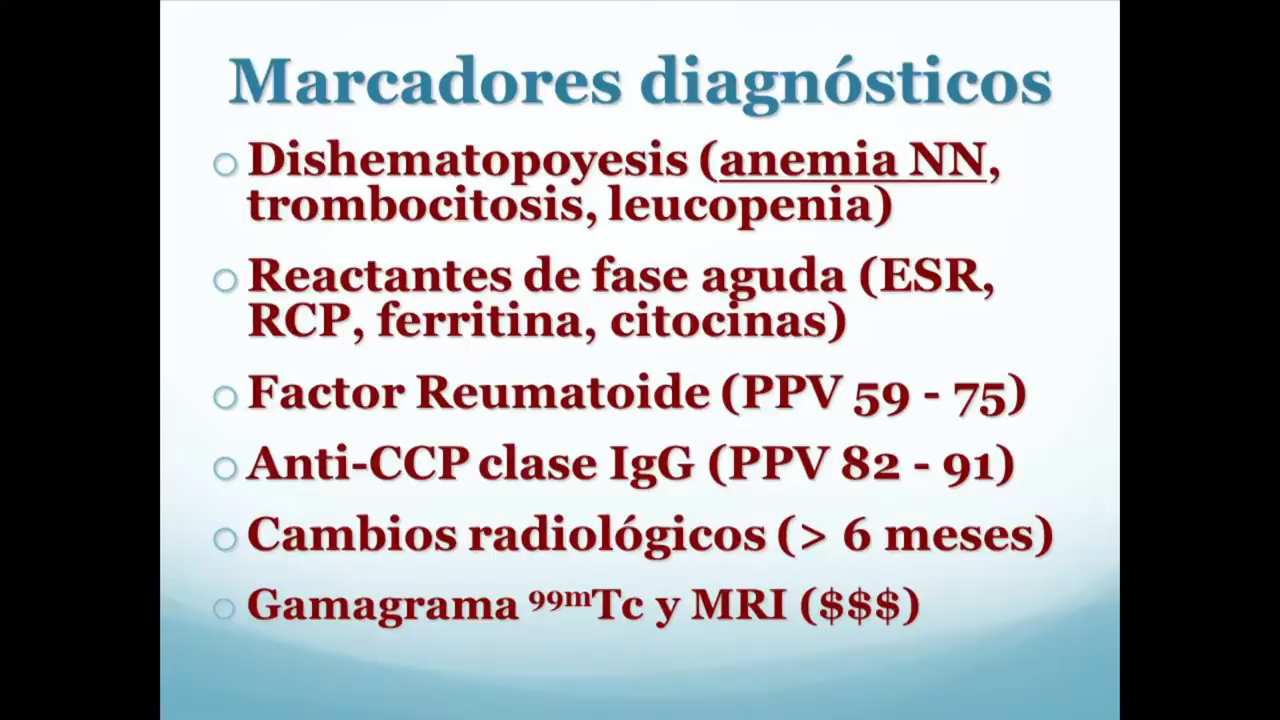 Marcadores diagnósticos
Dishematopoyesis (anemia NN,
trombocitosis, leucopenia)
Reactantes de fase aguda (ESR,
RCP, ferritina, citocinas)
Factor Reumatoide (PPV 59 - 75)
Anti-CCP clase IgG (PPV 82 - 91)
Cambios radiológicos (> 6 meses)
Gamagrama ⁹⁹ᵐTc y MRI ($$$)